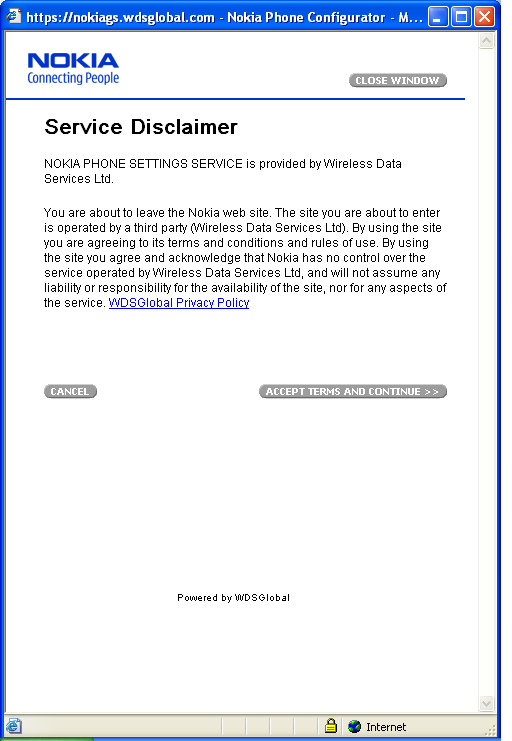 https://nokiags.wdsglobal.com - Nokia Phone Configurator - M...
NOKIA
Connecting People
CLOSE WINDOW
Service Disclaimer
NOKIA PHONE SETTINGS SERVICE is provided by Wireless Data
Services Ltd.
You are about to leave the Nokia web site. The site you are about to enter
is operated by a third party (Wireless Data Services Ltd). By using the site
you are agreeing to its terms and conditions and rules of use. By using
the site you agree and acknowledge that Nokia has no control over the
service operated by Wireless Data Services Ltd, and will not assume any
liability or responsibility for the availability of the site, nor for any aspects of
the service. WDSGlobal Privacy Policy
CANCEL
ACCEPT TERMS AND CONTINUE >>
Powered by WDSGlobal
Internet